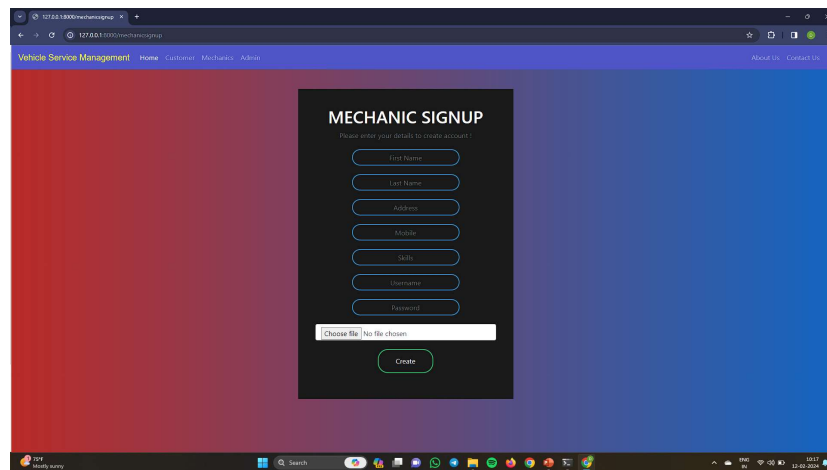 127.0.0.1:8000/mechanicsignup
127.0.0.1:8000/mechanicsignup
Vehicle Service Management Home Customer Mechanics Admin About Us Contact Us
MECHANIC SIGNUP
Please enter your details to create account !
First Name
Last Name
Address
Mobile
Skills
Username
Password
Choose file No file chosen
Create
75°F
Mostly sunny
Search
ENG
IN
10:17
12-02-2024